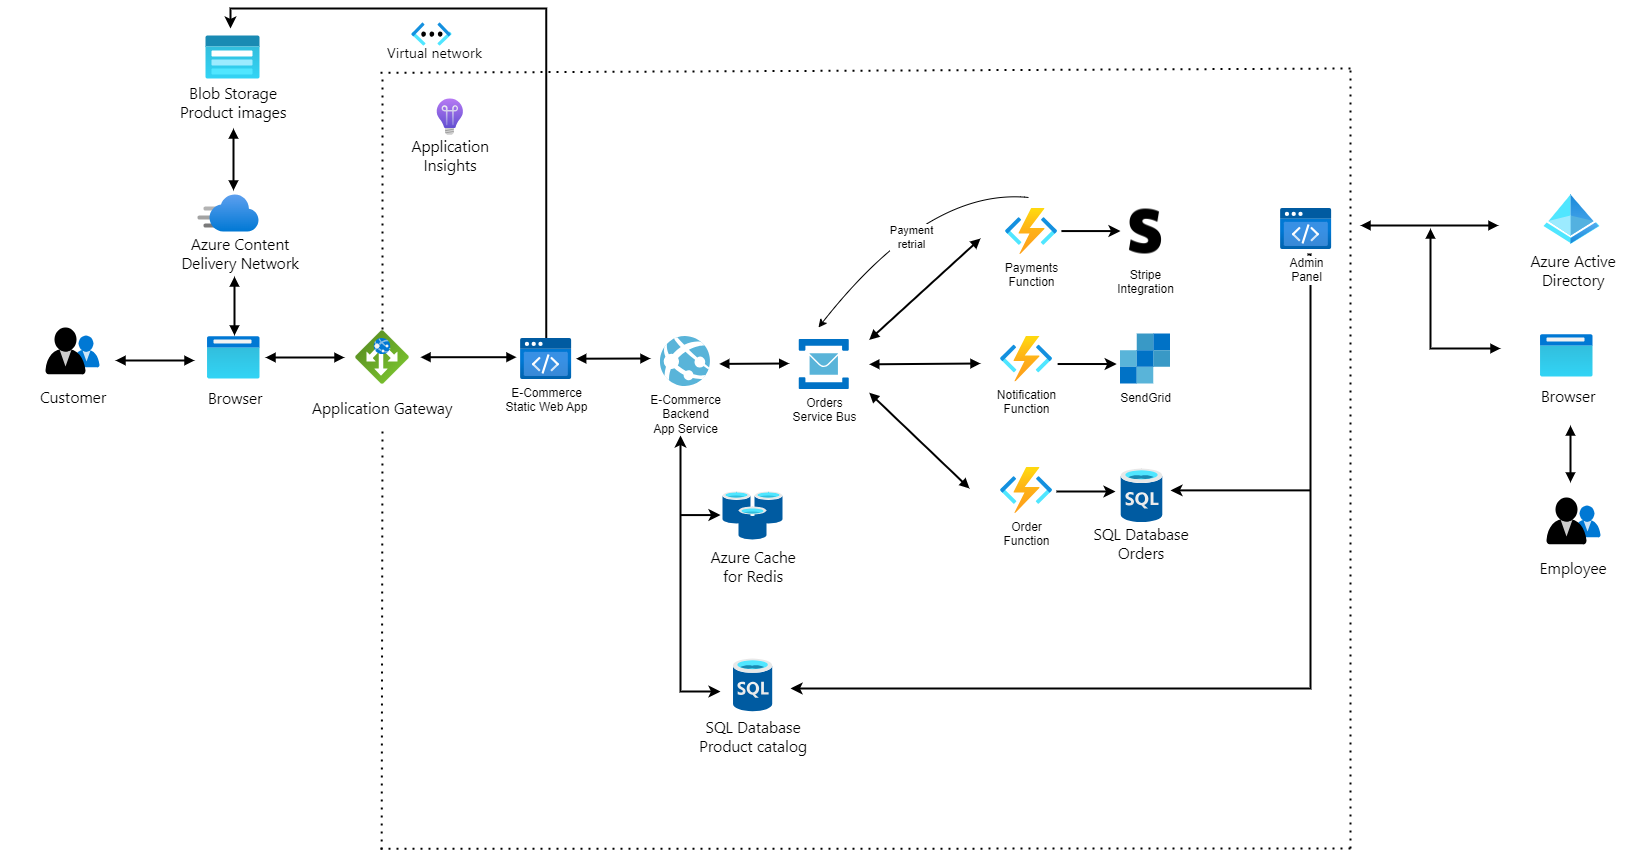 Virtual network
Blob Storage
Product images
Application
Insights
Azure Content
Delivery Network
Payment
retrial
Payments
Function
Stripe
Integration
Admin
Panel
Azure Active
Directory
Customer
Browser
Application Gateway
E-Commerce
Static Web App
E-Commerce
Backend
App Service
Orders
Service Bus
Notification
Function
SendGrid
Browser
Azure Cache
for Redis
Order
Function
SQL
SQL Database
Orders
Employee
SQL
SQL Database
Product catalog